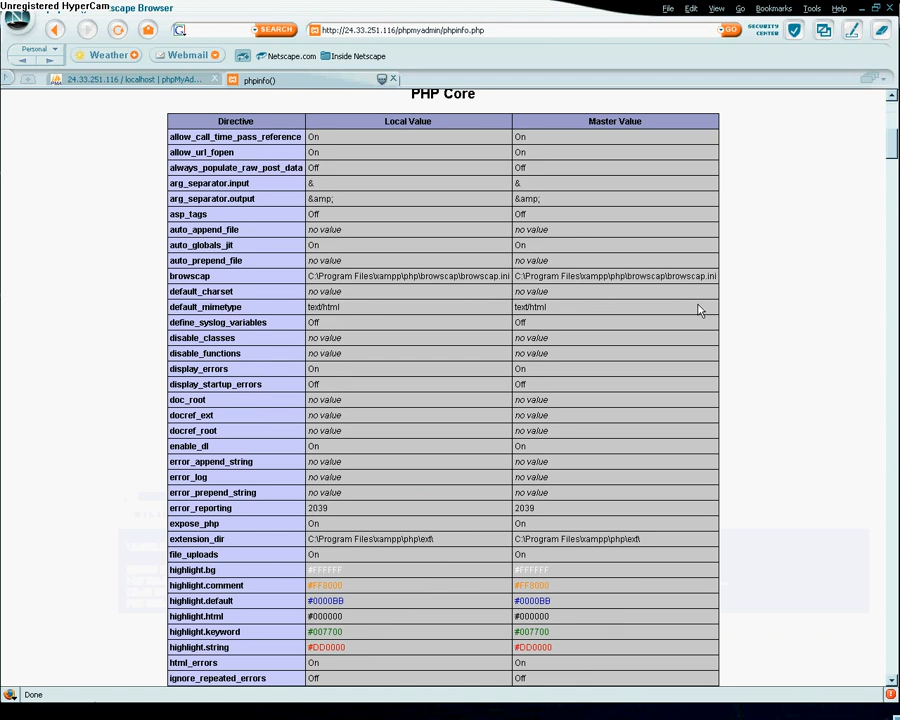 Unregistered HyperCam
scape Browser
File Edit View Go Bookmarks Tools Help
SEARCH
http://24.33.251.116/phpmyadmin/phpinfo.php
GO
SECURITY CENTER
Personal
Weather
Webmail
Netscape.com
Inside Netscape
24.33.251.116 / localhost | phpMyAd...
phpinfo()
PHP Core
Directive Local Value Master Value
allow_call_time_pass_reference On On
allow_url_fopen On On
always_populate_raw_post_data Off Off
arg_separator.input & &
arg_separator.output &amp; &amp;
asp_tags Off Off
auto_append_file no value no value
auto_globals_jit On On
auto_prepend_file no value no value
browscap C:\Program Files\xampp\php\browscap\browscap.ini C:\Program Files\xampp\php\browscap\browscap.ini
default_charset no value no value
default_mimetype text/html text/html
define_syslog_variables Off Off
disable_classes no value no value
disable_functions no value no value
display_errors On On
display_startup_errors Off Off
doc_root no value no value
docref_ext no value no value
docref_root no value no value
enable_dl On On
error_append_string no value no value
error_log no value no value
error_prepend_string no value no value
error_reporting 2039 2039
expose_php On On
extension_dir C:\Program Files\xampp\php\ext\ C:\Program Files\xampp\php\ext\
file_uploads On On
highlight.bg #FFFFFF #FFFFFF
highlight.comment #FF8000 #FF8000
highlight.default #0000BB #0000BB
highlight.html #000000 #000000
highlight.keyword #007700 #007700
highlight.string #DD0000 #DD0000
html_errors On On
ignore_repeated_errors Off Off
Done